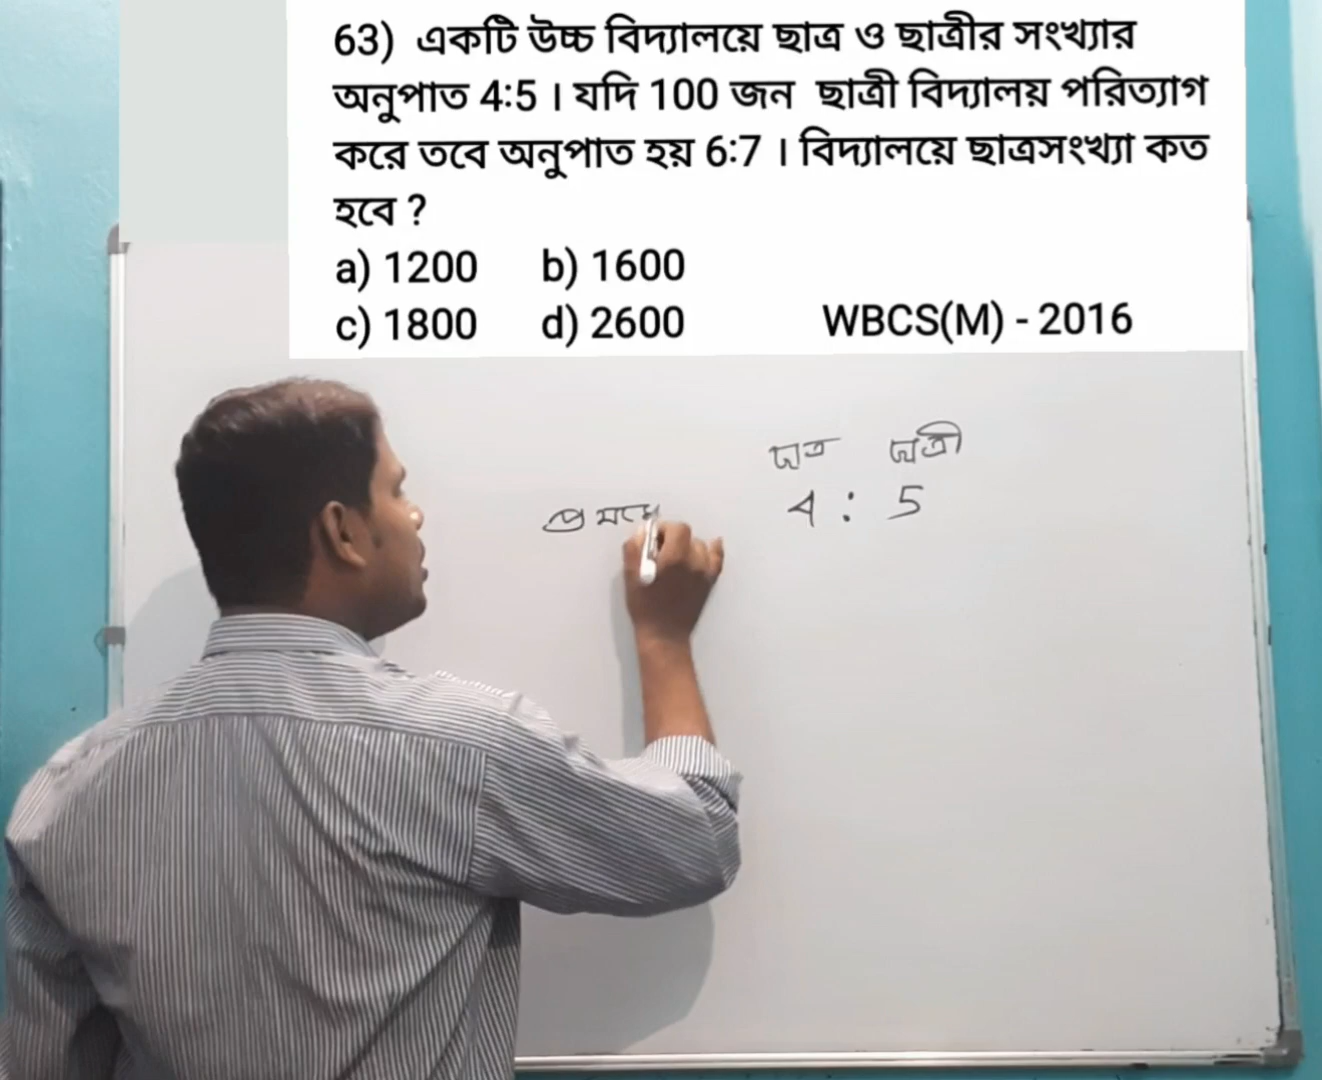 63) একটি উচ্চ বিদ্যালয়ে ছাত্র ও ছাত্রীর সংখ্যার
অনুপাত 4:5 । যদি 100 জন ছাত্রী বিদ্যালয় পরিত্যাগ
করে তবে অনুপাত হয় 6:7 । বিদ্যালয়ে ছাত্রসংখ্যা কত
হবে ?
a) 1200 b) 1600
c) 1800 d) 2600 WBCS(M) - 2016
ছাত্র ছাত্রী
4 : 5